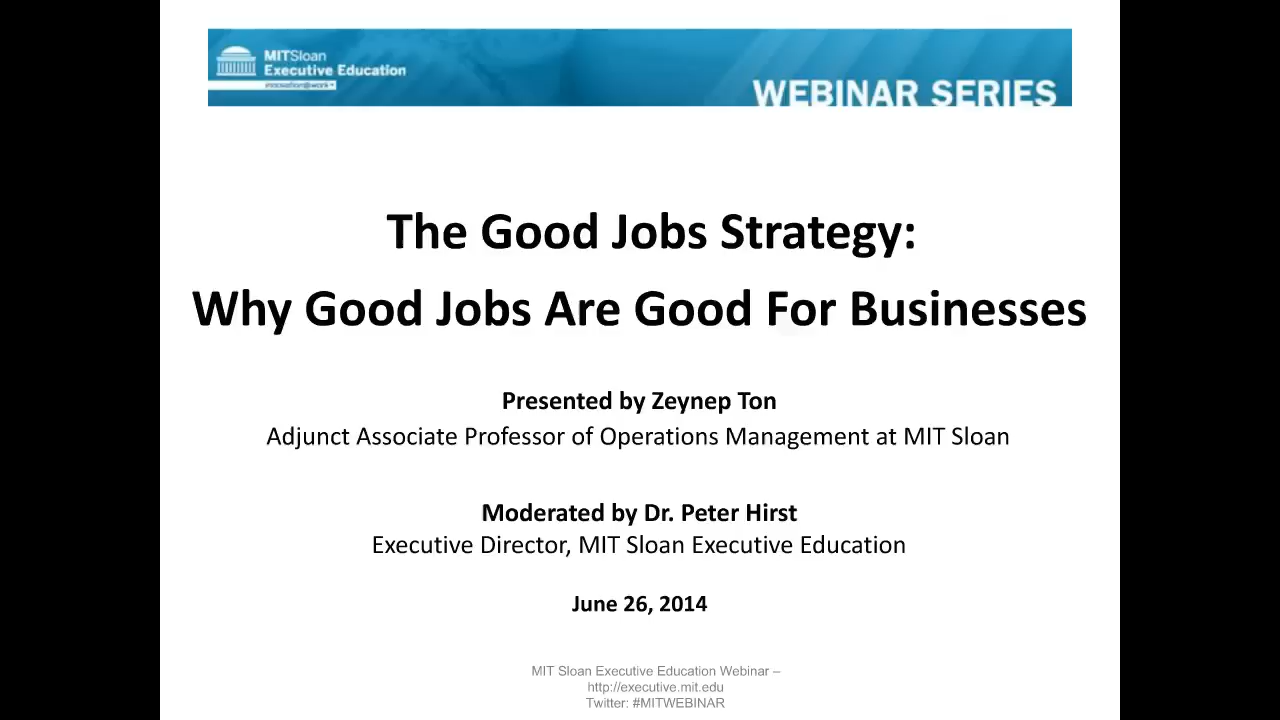 MITSloan
Executive Education
innovation@work
WEBINAR SERIES
The Good Jobs Strategy:
Why Good Jobs Are Good For Businesses
Presented by Zeynep Ton
Adjunct Associate Professor of Operations Management at MIT Sloan
Moderated by Dr. Peter Hirst
Executive Director, MIT Sloan Executive Education
June 26, 2014
MIT Sloan Executive Education Webinar –
http://executive.mit.edu
Twitter: #MITWEBINAR